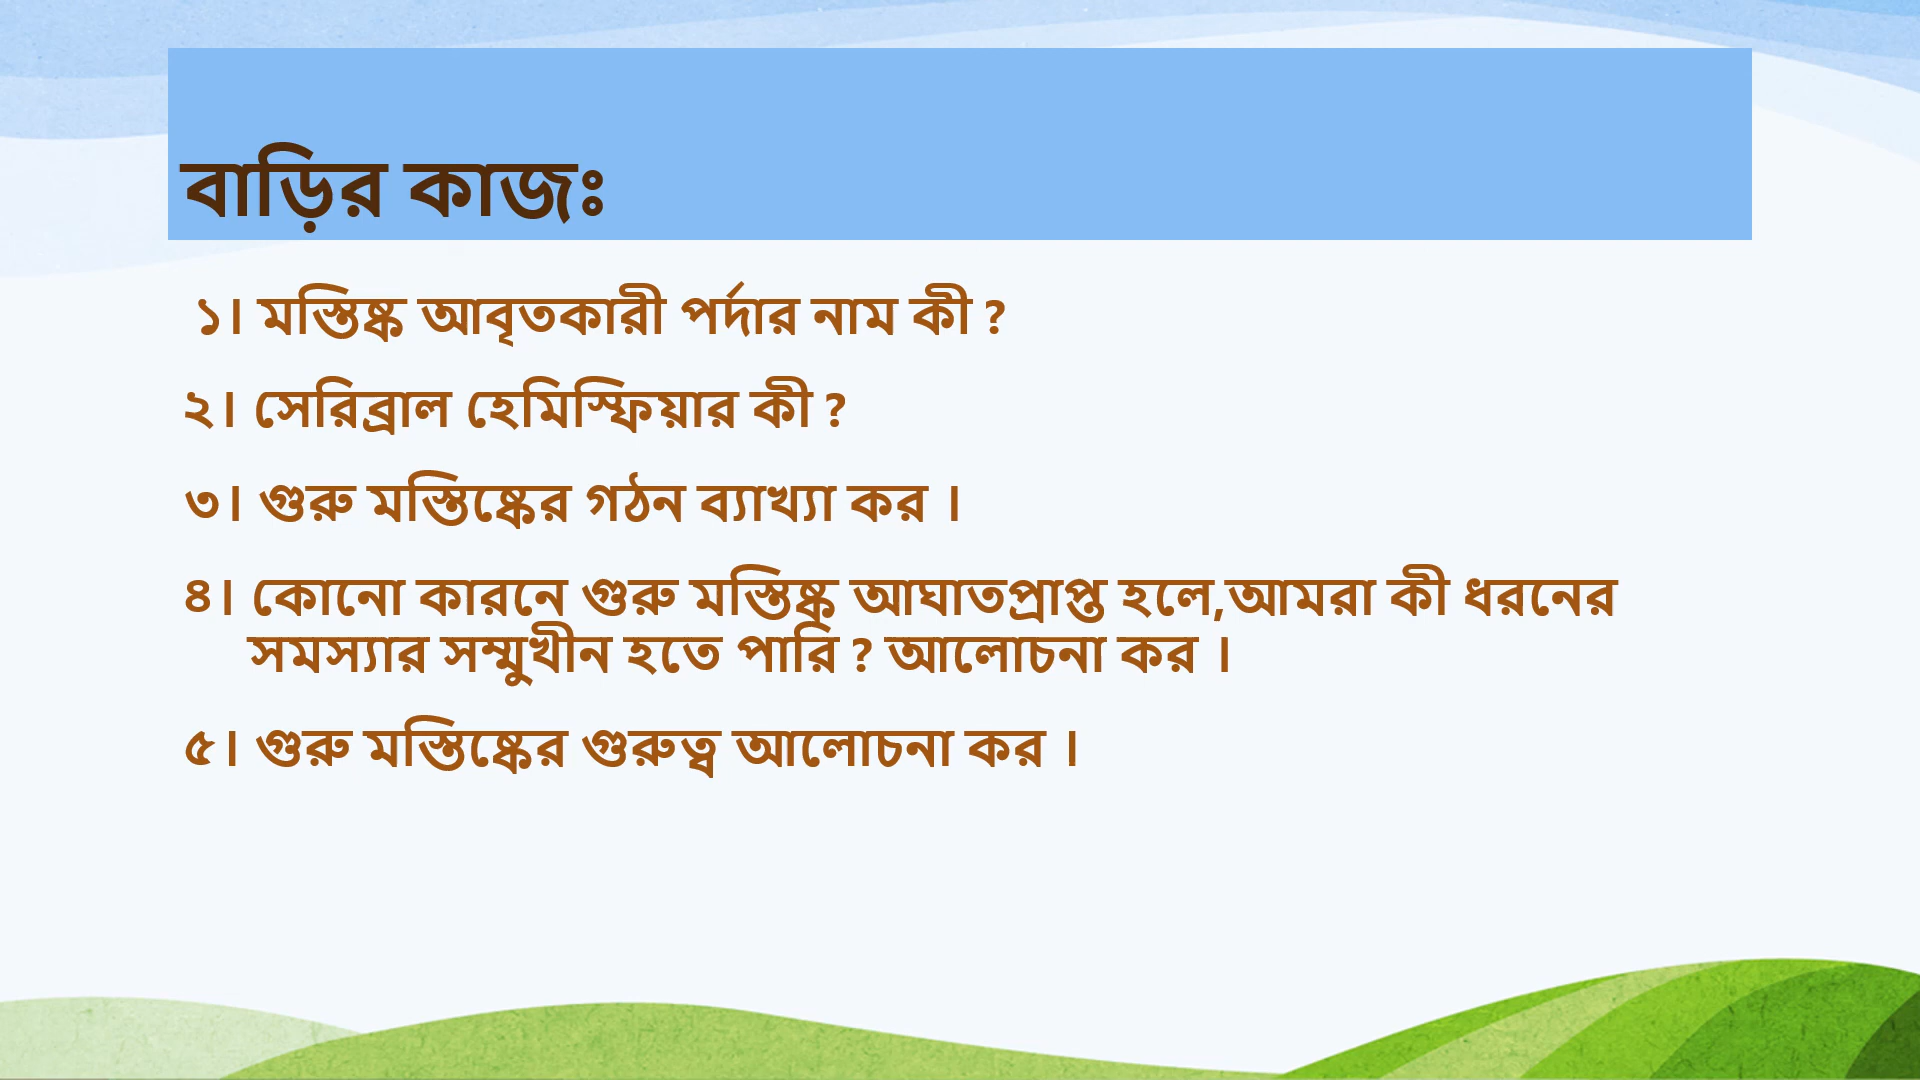 বাড়ির কাজঃ
১। মস্তিষ্ক আবৃতকারী পর্দার নাম কী ?
২। সেরিব্রাল হেমিস্ফিয়ার কী ?
৩। গুরু মস্তিষ্কের গঠন ব্যাখ্যা কর ।
৪। কোনো কারনে গুরু মস্তিষ্ক আঘাতপ্রাপ্ত হলে,আমরা কী ধরনের
সমস্যার সম্মুখীন হতে পারি ? আলোচনা কর ।
৫। গুরু মস্তিষ্কের গুরুত্ব আলোচনা কর ।